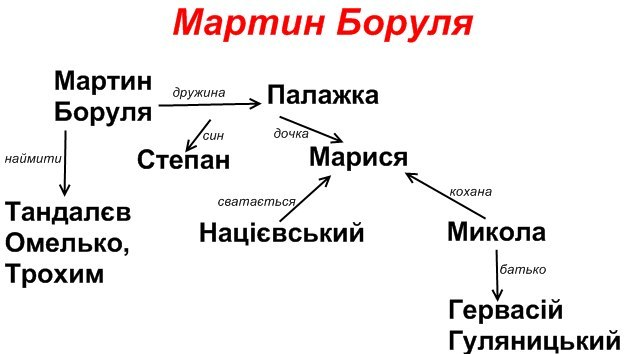 Мартин Боруля
Мартин
Боруля
дружина
Палажка
син
дочка
наймити
Степан
Марися
сватається
кохана
Тандалєв
Омелько,
Трохим
Націєвський
Микола
батько
Гервасій
Гуляницький